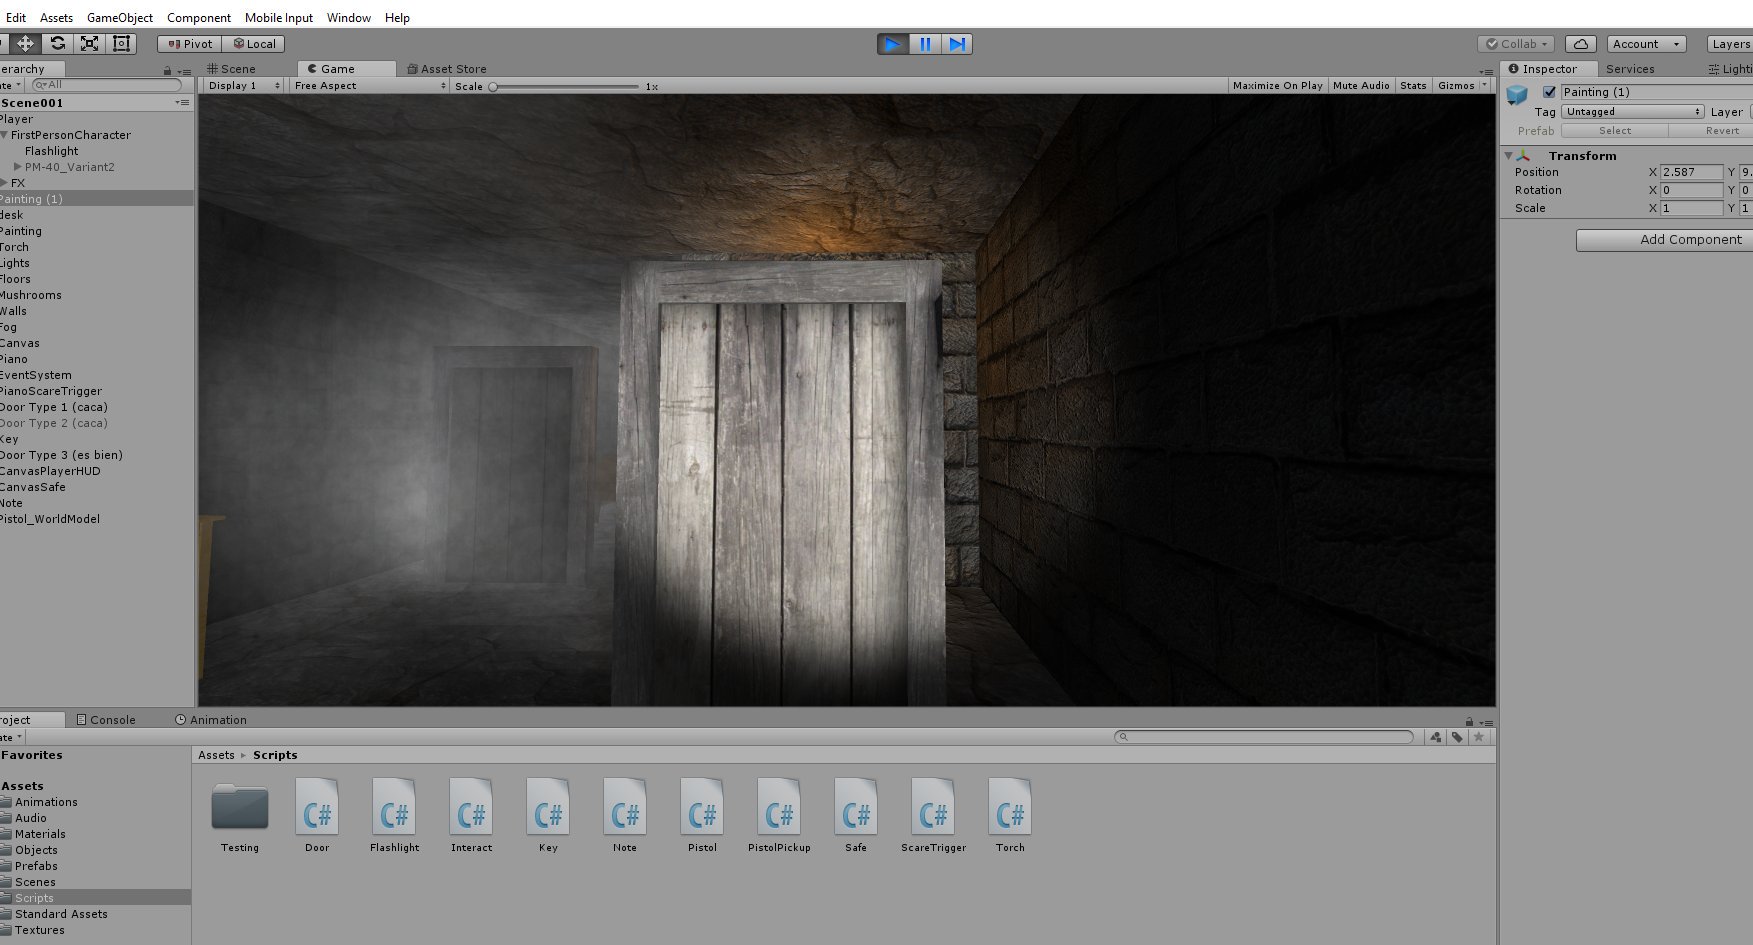 Edit Assets GameObject Component Mobile Input Window Help
Pivot Local Collab Account Layers
erarchy Scene Game Asset Store Inspector Services Lighti
ate All Display 1 Free Aspect Scale 1x Maximize On Play Mute Audio Stats Gizmos
Painting (1)
Tag Untagged Layer
Prefab Select Revert
Transform
Position X 2.587 Y 9.
Rotation X 0 Y 0
Scale X 1 Y 1
Add Component
Scene001
Player
FirstPersonCharacter
Flashlight
PM-40_Variant2
FX
Painting (1)
desk
Painting
Torch
Lights
Floors
Mushrooms
Walls
Fog
Canvas
Piano
EventSystem
PianoScareTrigger
Door Type 1 (caca)
Door Type 2 (caca)
Key
Door Type 3 (es bien)
CanvasPlayerHUD
CanvasSafe
Note
Pistol_WorldModel
roject Console Animation
ate
Favorites
Assets
Animations
Audio
Materials
Objects
Prefabs
Scenes
Scripts
Standard Assets
Textures
Assets Scripts
C# C# C# C# C# C# C# C# C# C#
Testing Door Flashlight Interact Key Note Pistol PistolPickup Safe ScareTrigger Torch